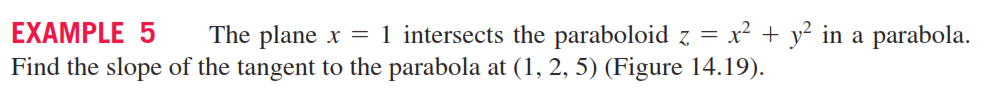 EXAMPLE 5 The plane x = 1 intersects the paraboloid z = x² + y² in a parabola.
Find the slope of the tangent to the parabola at (1, 2, 5) (Figure 14.19).